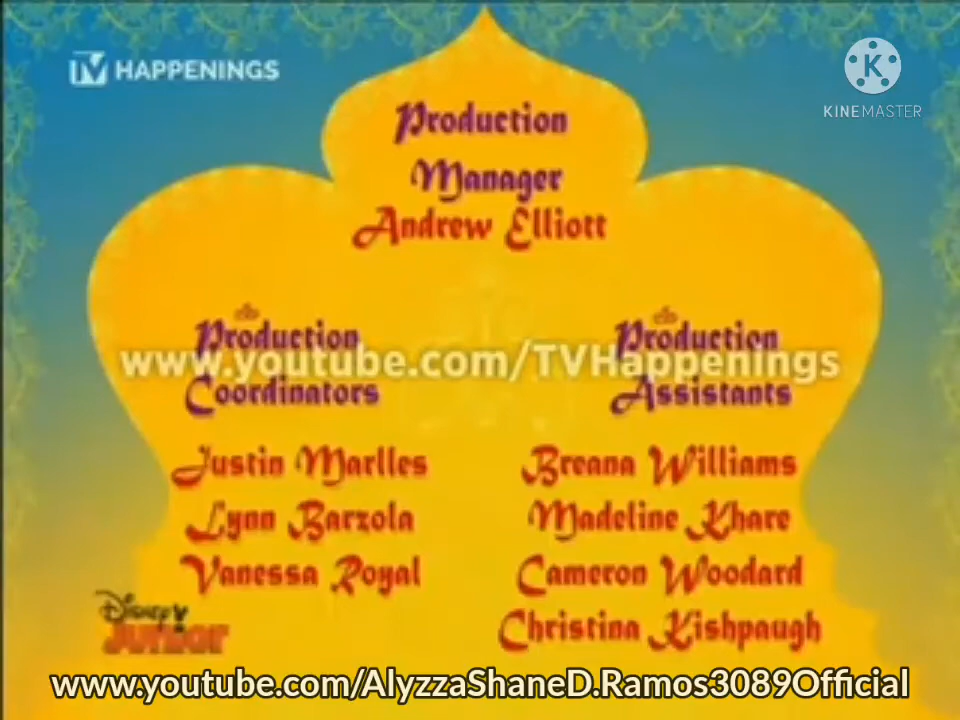 TV HAPPENINGS
KINEMASTER
Production
Manager
Andrew Elliott
Production
Coordinators
Justin Marlles
Lynn Barzola
Vanessa Royal
Production
Assistants
Breana Williams
Madeline Khare
Cameron Woodard
Christina Kishpaugh
www.youtube.com/TVHappenings
Disney
Junior
www.youtube.com/AlyzzaShaneD.Ramos3089Official